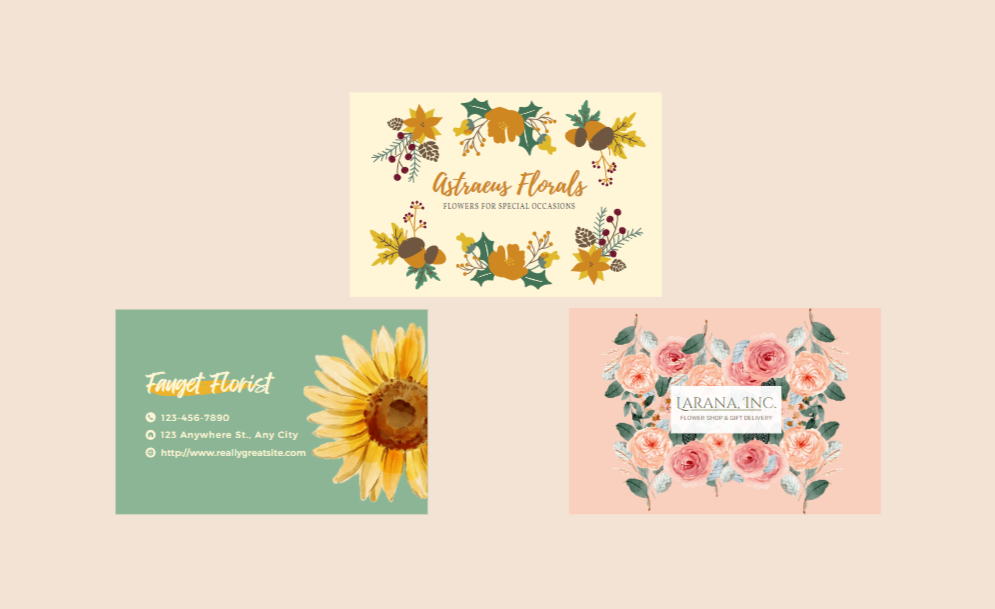 Astraeus Florals
FLOWERS FOR SPECIAL OCCASIONS
Fauget Florist
123-456-7890
123 Anywhere St., Any City
http://www.reallygreatsite.com
LARANA, INC.
FLOWER SHOP & GIFT DELIVERY